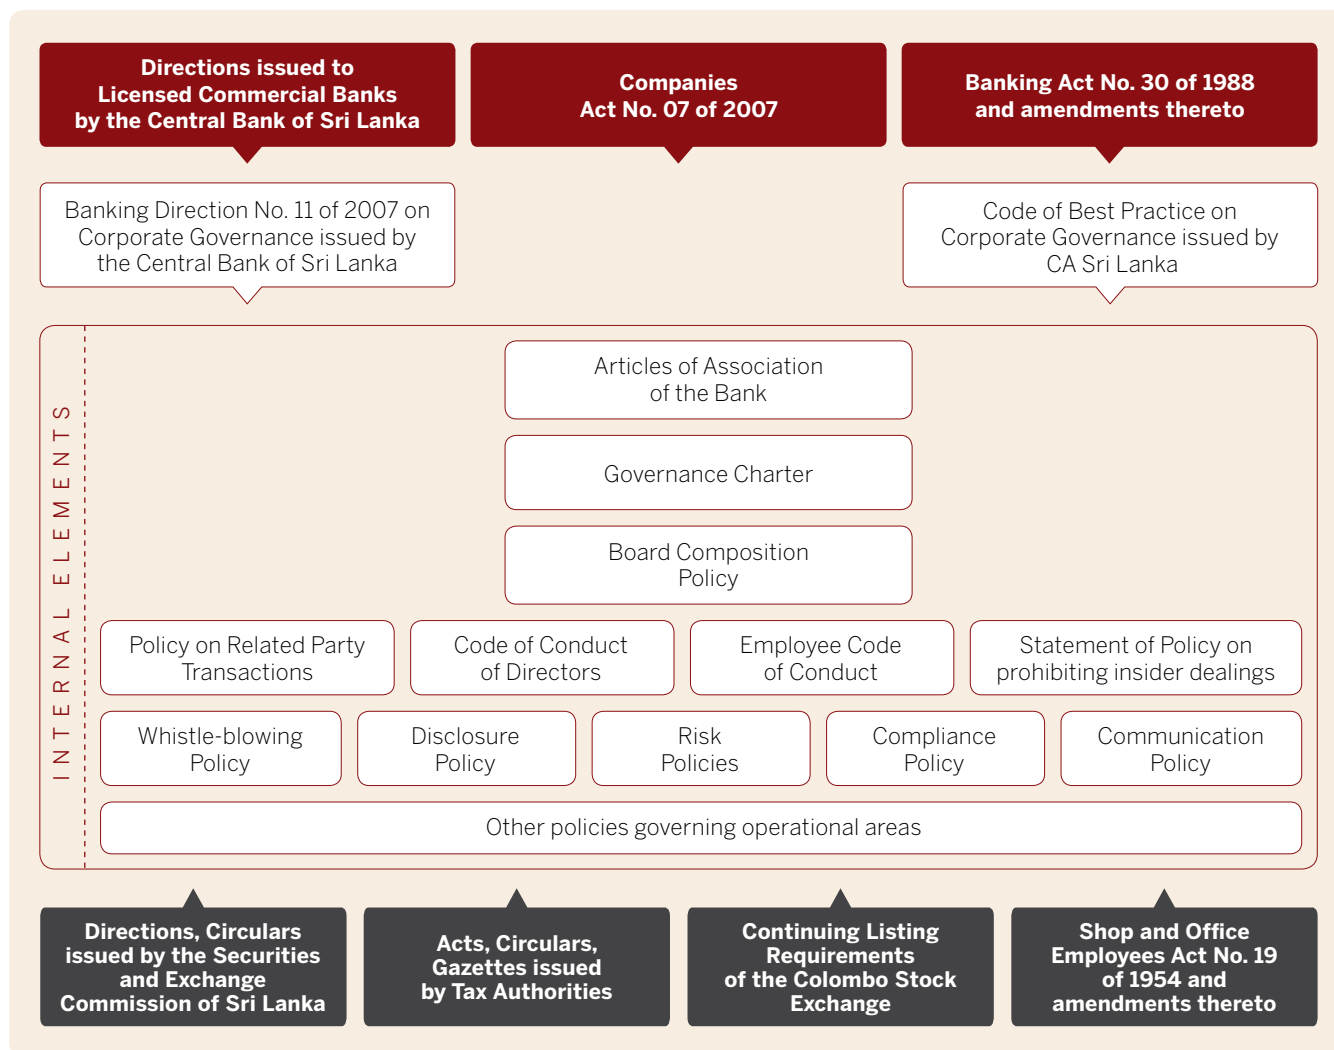 Directions issued to
Licensed Commercial Banks
by the Central Bank of Sri Lanka
Companies
Act No. 07 of 2007
Banking Act No. 30 of 1988
and amendments thereto
Banking Direction No. 11 of 2007 on
Corporate Governance issued by
the Central Bank of Sri Lanka
Code of Best Practice on
Corporate Governance issued by
CA Sri Lanka
INTERNAL ELEMENTS
Articles of Association
of the Bank
Governance Charter
Board Composition
Policy
Policy on Related Party
Transactions
Code of Conduct
of Directors
Employee Code
of Conduct
Statement of Policy on
prohibiting insider dealings
Whistle-blowing
Policy
Disclosure
Policy
Risk
Policies
Compliance
Policy
Communication
Policy
Other policies governing operational areas
Directions, Circulars
issued by the Securities
and Exchange
Commission of Sri Lanka
Acts, Circulars,
Gazettes issued
by Tax Authorities
Continuing Listing
Requirements
of the Colombo Stock
Exchange
Shop and Office
Employees Act No. 19
of 1954 and
amendments thereto